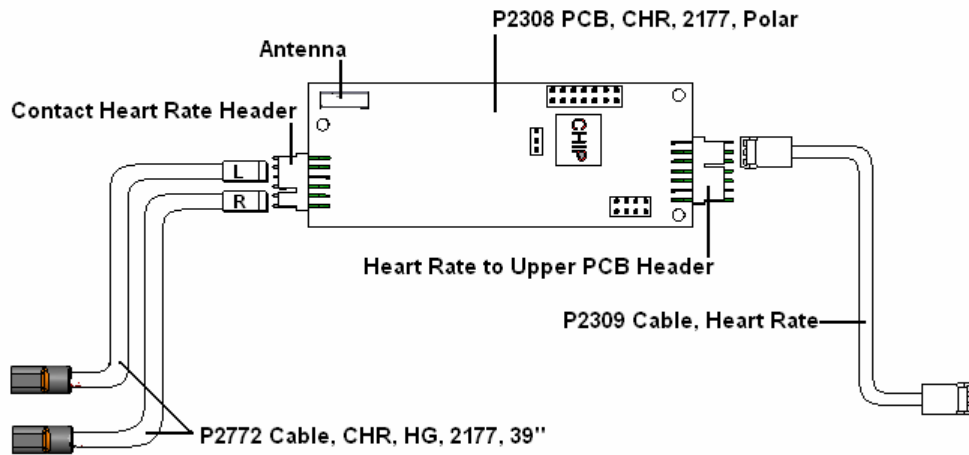 P2308 PCB, CHR, 2177, Polar
Antenna
Contact Heart Rate Header
CHIP
L
R
Heart Rate to Upper PCB Header
P2309 Cable, Heart Rate
P2772 Cable, CHR, HG, 2177, 39"